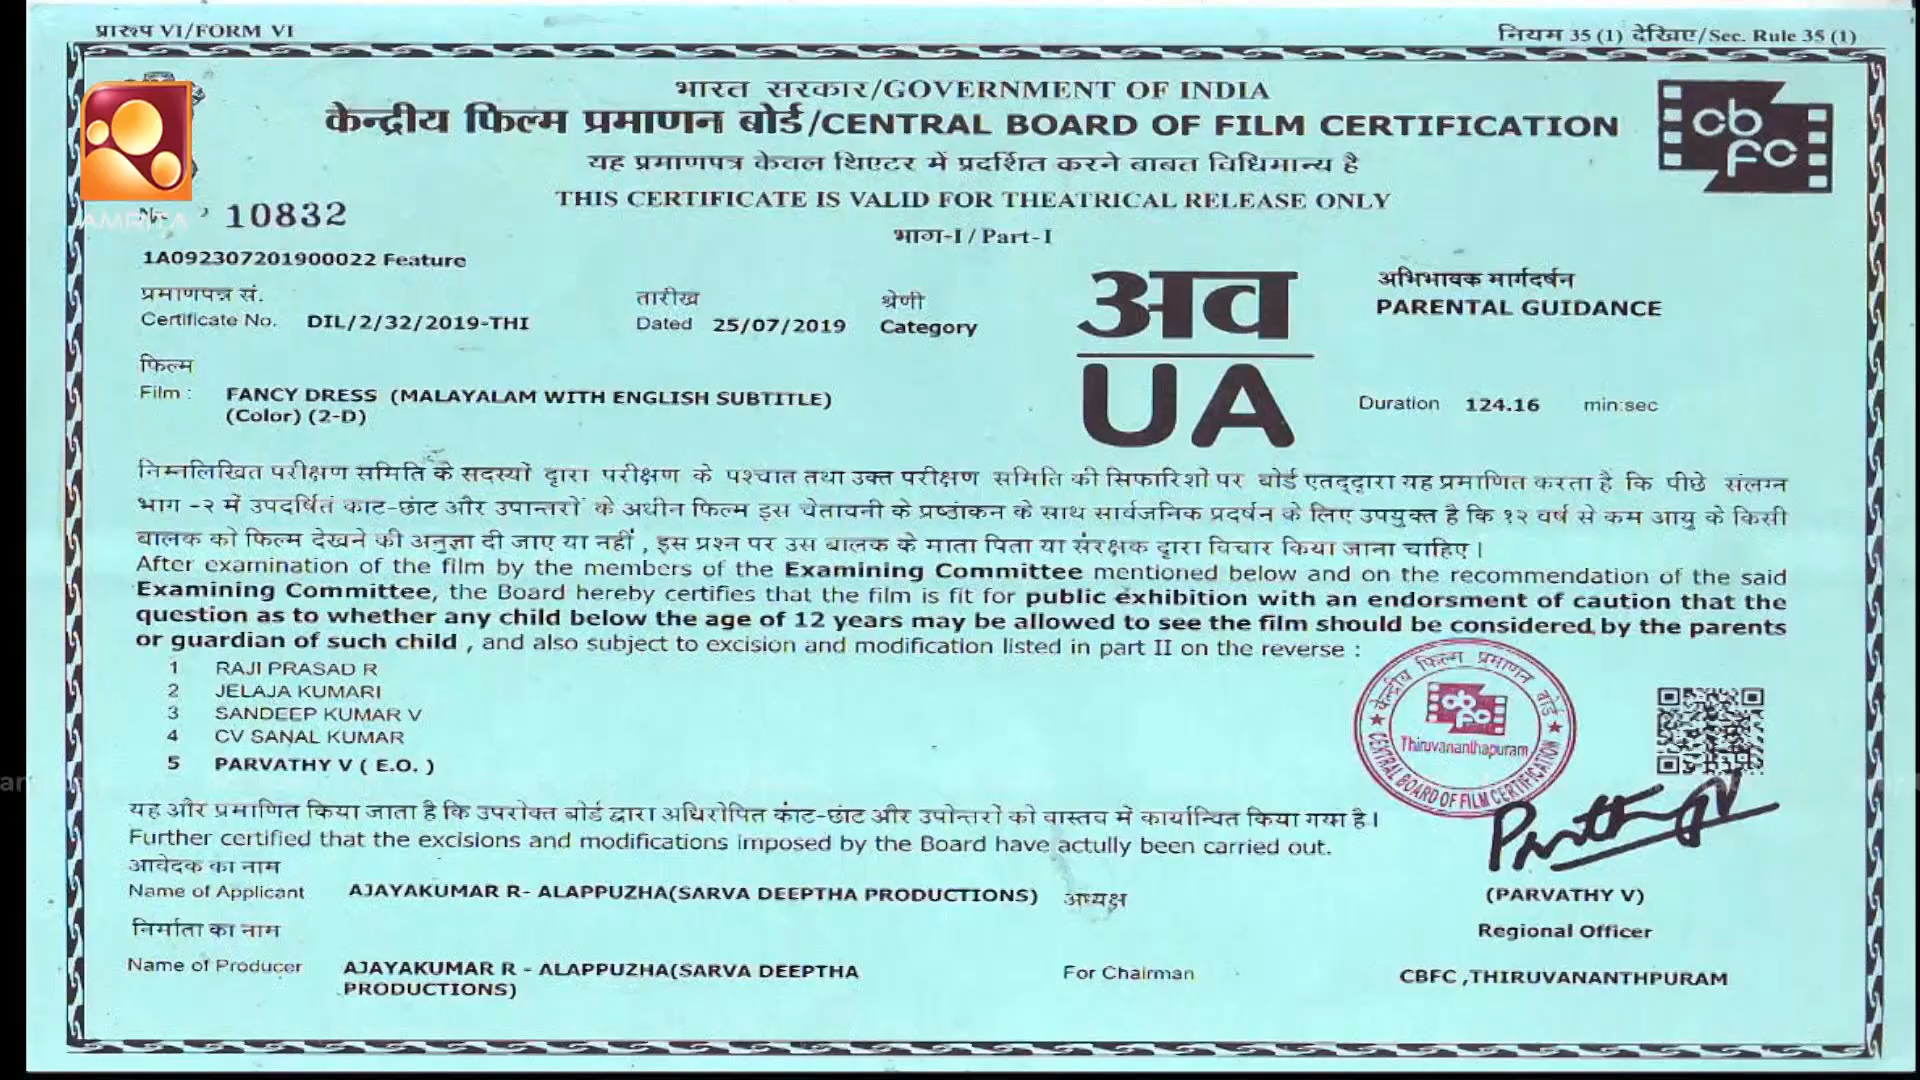 प्रारूप VI/FORM VI
नियम 35 (1) देखिए/Sec. Rule 35 (1)
भारत सरकार/GOVERNMENT OF INDIA
केन्द्रीय फिल्म प्रमाणन बोर्ड/CENTRAL BOARD OF FILM CERTIFICATION
cbfc
यह प्रमाणपत्र केवल थिएटर में प्रदर्शित करने बाबत विधिमान्य है
THIS CERTIFICATE IS VALID FOR THEATRICAL RELEASE ONLY
AMRITA
10832
भाग-I / Part-I
1A092307201900022 Feature
प्रमाणपत्र सं.
Certificate No. DIL/2/32/2019-THI
तारीख
Dated 25/07/2019
श्रेणी
Category
अव
UA
अभिभावक मार्गदर्षन
PARENTAL GUIDANCE
फिल्म
Film : FANCY DRESS (MALAYALAM WITH ENGLISH SUBTITLE)
(Color) (2-D)
Duration 124.16 min:sec
निम्नलिखित परीक्षण समिति के सदस्यों द्वारा परीक्षण के पश्चात तथा उक्त परीक्षण समिति की सिफारिशों पर बोर्ड एतद्द्वारा यह प्रमाणित करता है कि पीछे संलग्न
भाग -२ में उपदर्षित काट-छांट और उपान्तरों के अधीन फिल्म इस चेतावनी के प्रष्ठांकन के साथ सार्वजनिक प्रदर्षन के लिए उपयुक्त है कि १२ वर्ष से कम आयु के किसी
बालक को फिल्म देखने की अनुज्ञा दी जाए या नहीं , इस प्रश्न पर उस बालक के माता पिता या संरक्षक द्वारा विचार किया जाना चाहिए |
After examination of the film by the members of the Examining Committee mentioned below and on the recommendation of the said
Examining Committee, the Board hereby certifies that the film is fit for public exhibition with an endorsment of caution that the
question as to whether any child below the age of 12 years may be allowed to see the film should be considered by the parents
or guardian of such child , and also subject to excision and modification listed in part II on the reverse :
1 RAJI PRASAD R
2 JELAJA KUMARI
3 SANDEEP KUMAR V
4 CV SANAL KUMAR
5 PARVATHY V ( E.O. )
केन्द्रीय फिल्म प्रमाणन बोर्ड
cbfc
Thiruvananthapuram
CENTRAL BOARD OF FILM CERTIFICATION
यह और प्रमाणित किया जाता है कि उपरोक्त बोर्ड द्वारा अधिरोपित कांट-छांट और उपोन्तरों को वास्तव में कार्यान्वित किया गया है |
Further certified that the excisions and modifications imposed by the Board have actully been carried out.
आवेदक का नाम
Name of Applicant AJAYAKUMAR R- ALAPPUZHA(SARVA DEEPTHA PRODUCTIONS)
अध्यक्ष
(PARVATHY V)
निर्माता का नाम
Regional Officer
Name of Producer AJAYAKUMAR R - ALAPPUZHA(SARVA DEEPTHA
PRODUCTIONS)
For Chairman
CBFC ,THIRUVANANTHPURAM